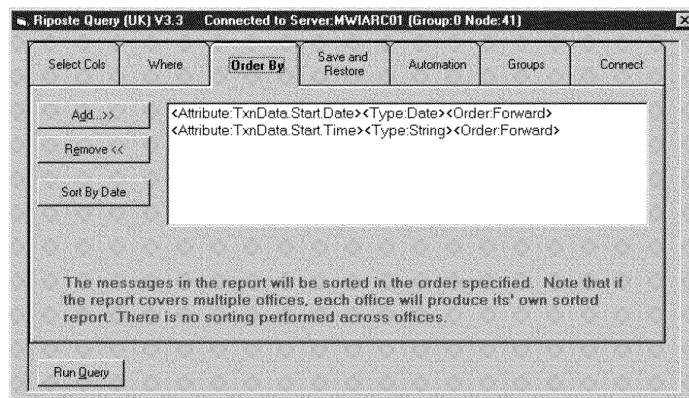 Riposte Query (UK) V3.3 Connected to Server:MWIARC01 (Group:0 Node:41)
Select Cols Where Order By Save and Restore Automation Groups Connect
Add...>>
<Attribute:TxnData.Start.Date><Type:Date><Order:Forward>
<Attribute:TxnData.Start.Time><Type:String><Order:Forward>
Remove <<
Sort By Date
The messages in the report will be sorted in the order specified. Note that if
the report covers multiple offices, each office will produce its' own sorted
report. There is no sorting performed across offices.
Run Query